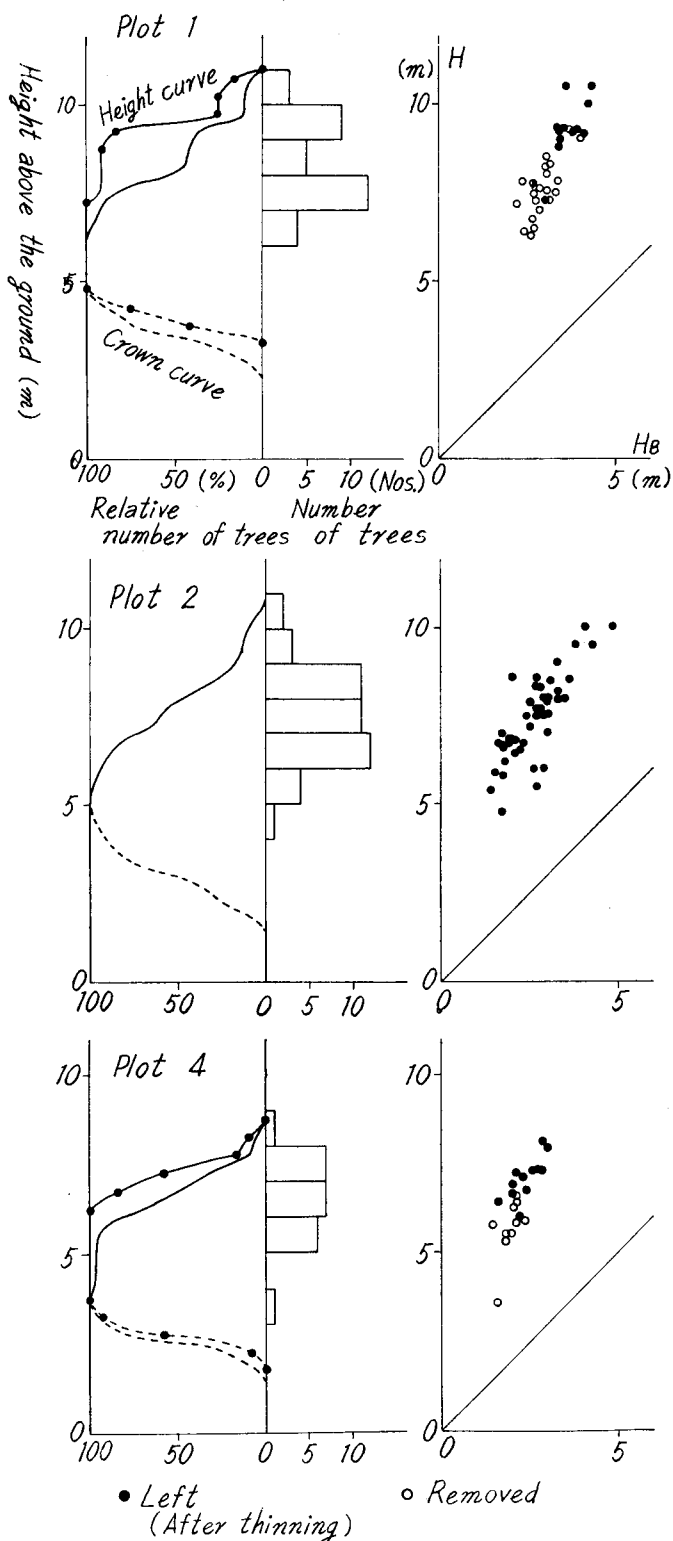 Plot 1
Height above the ground (m)
10
5
0
Height curve
Crown curve
100 50 (%) 0 5 10 (Nos.)
Relative number of trees
Number of trees
(m) H
10
5
0
HB
0 5 (m)
Plot 2
10
5
0
100 50 0 5 10
10
5
0
0 5
Plot 4
10
5
0
100 50 0 5 10
10
5
0
0 5
● Left
(After thinning)
○ Removed